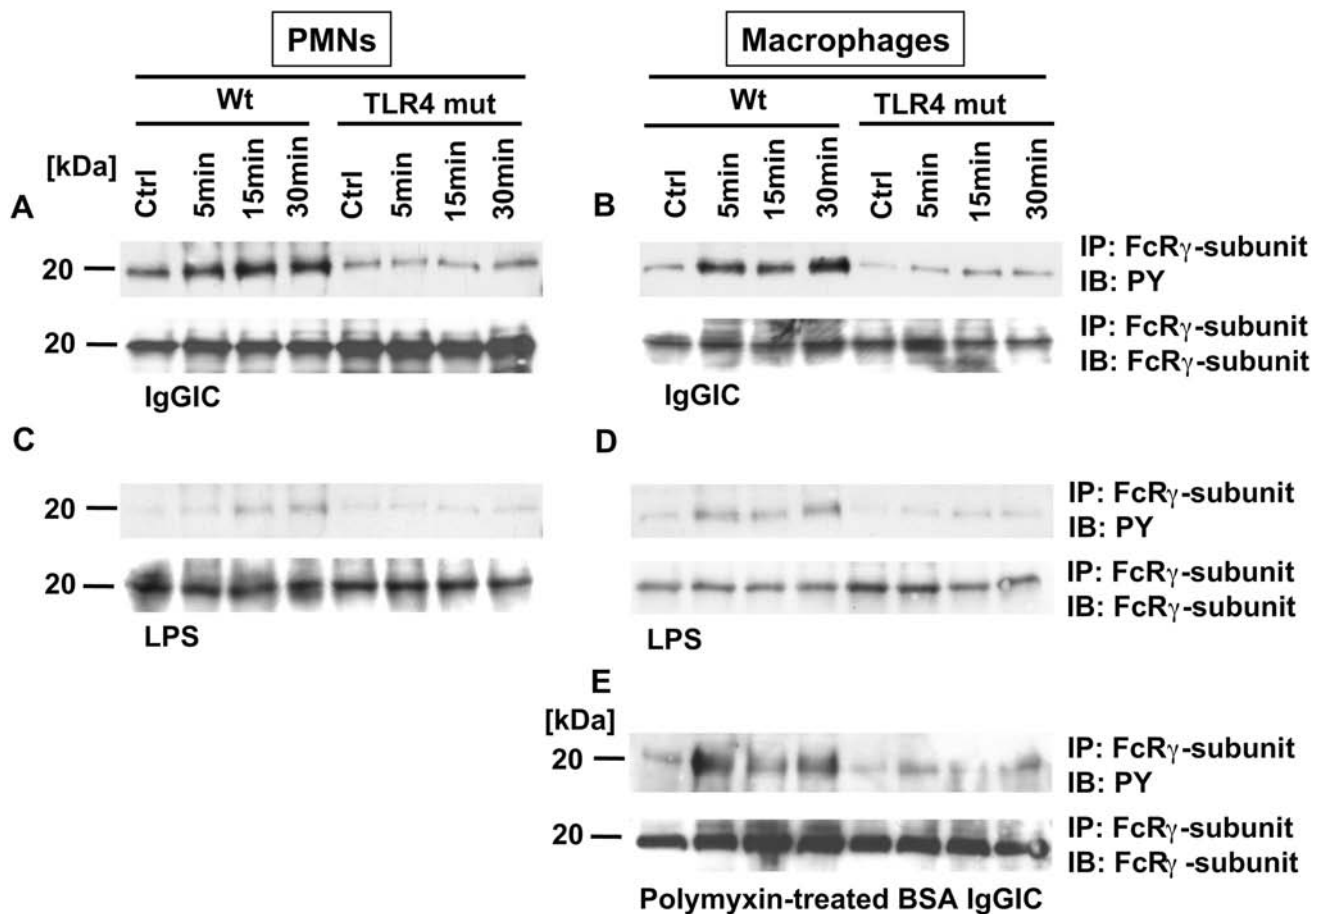 PMNs
Macrophages
Wt
TLR4 mut
Wt
TLR4 mut
[kDa]
Ctrl
5min
15min
30min
Ctrl
5min
15min
30min
Ctrl
5min
15min
30min
Ctrl
5min
15min
30min
A
B
20
IP: FcRγ-subunit
IB: PY
20
IP: FcRγ-subunit
IB: FcRγ-subunit
IgGIC
IgGIC
C
D
20
IP: FcRγ-subunit
IB: PY
20
IP: FcRγ-subunit
IB: FcRγ-subunit
LPS
LPS
E
[kDa]
20
IP: FcRγ-subunit
IB: PY
20
IP: FcRγ-subunit
IB: FcRγ -subunit
Polymyxin-treated BSA IgGIC